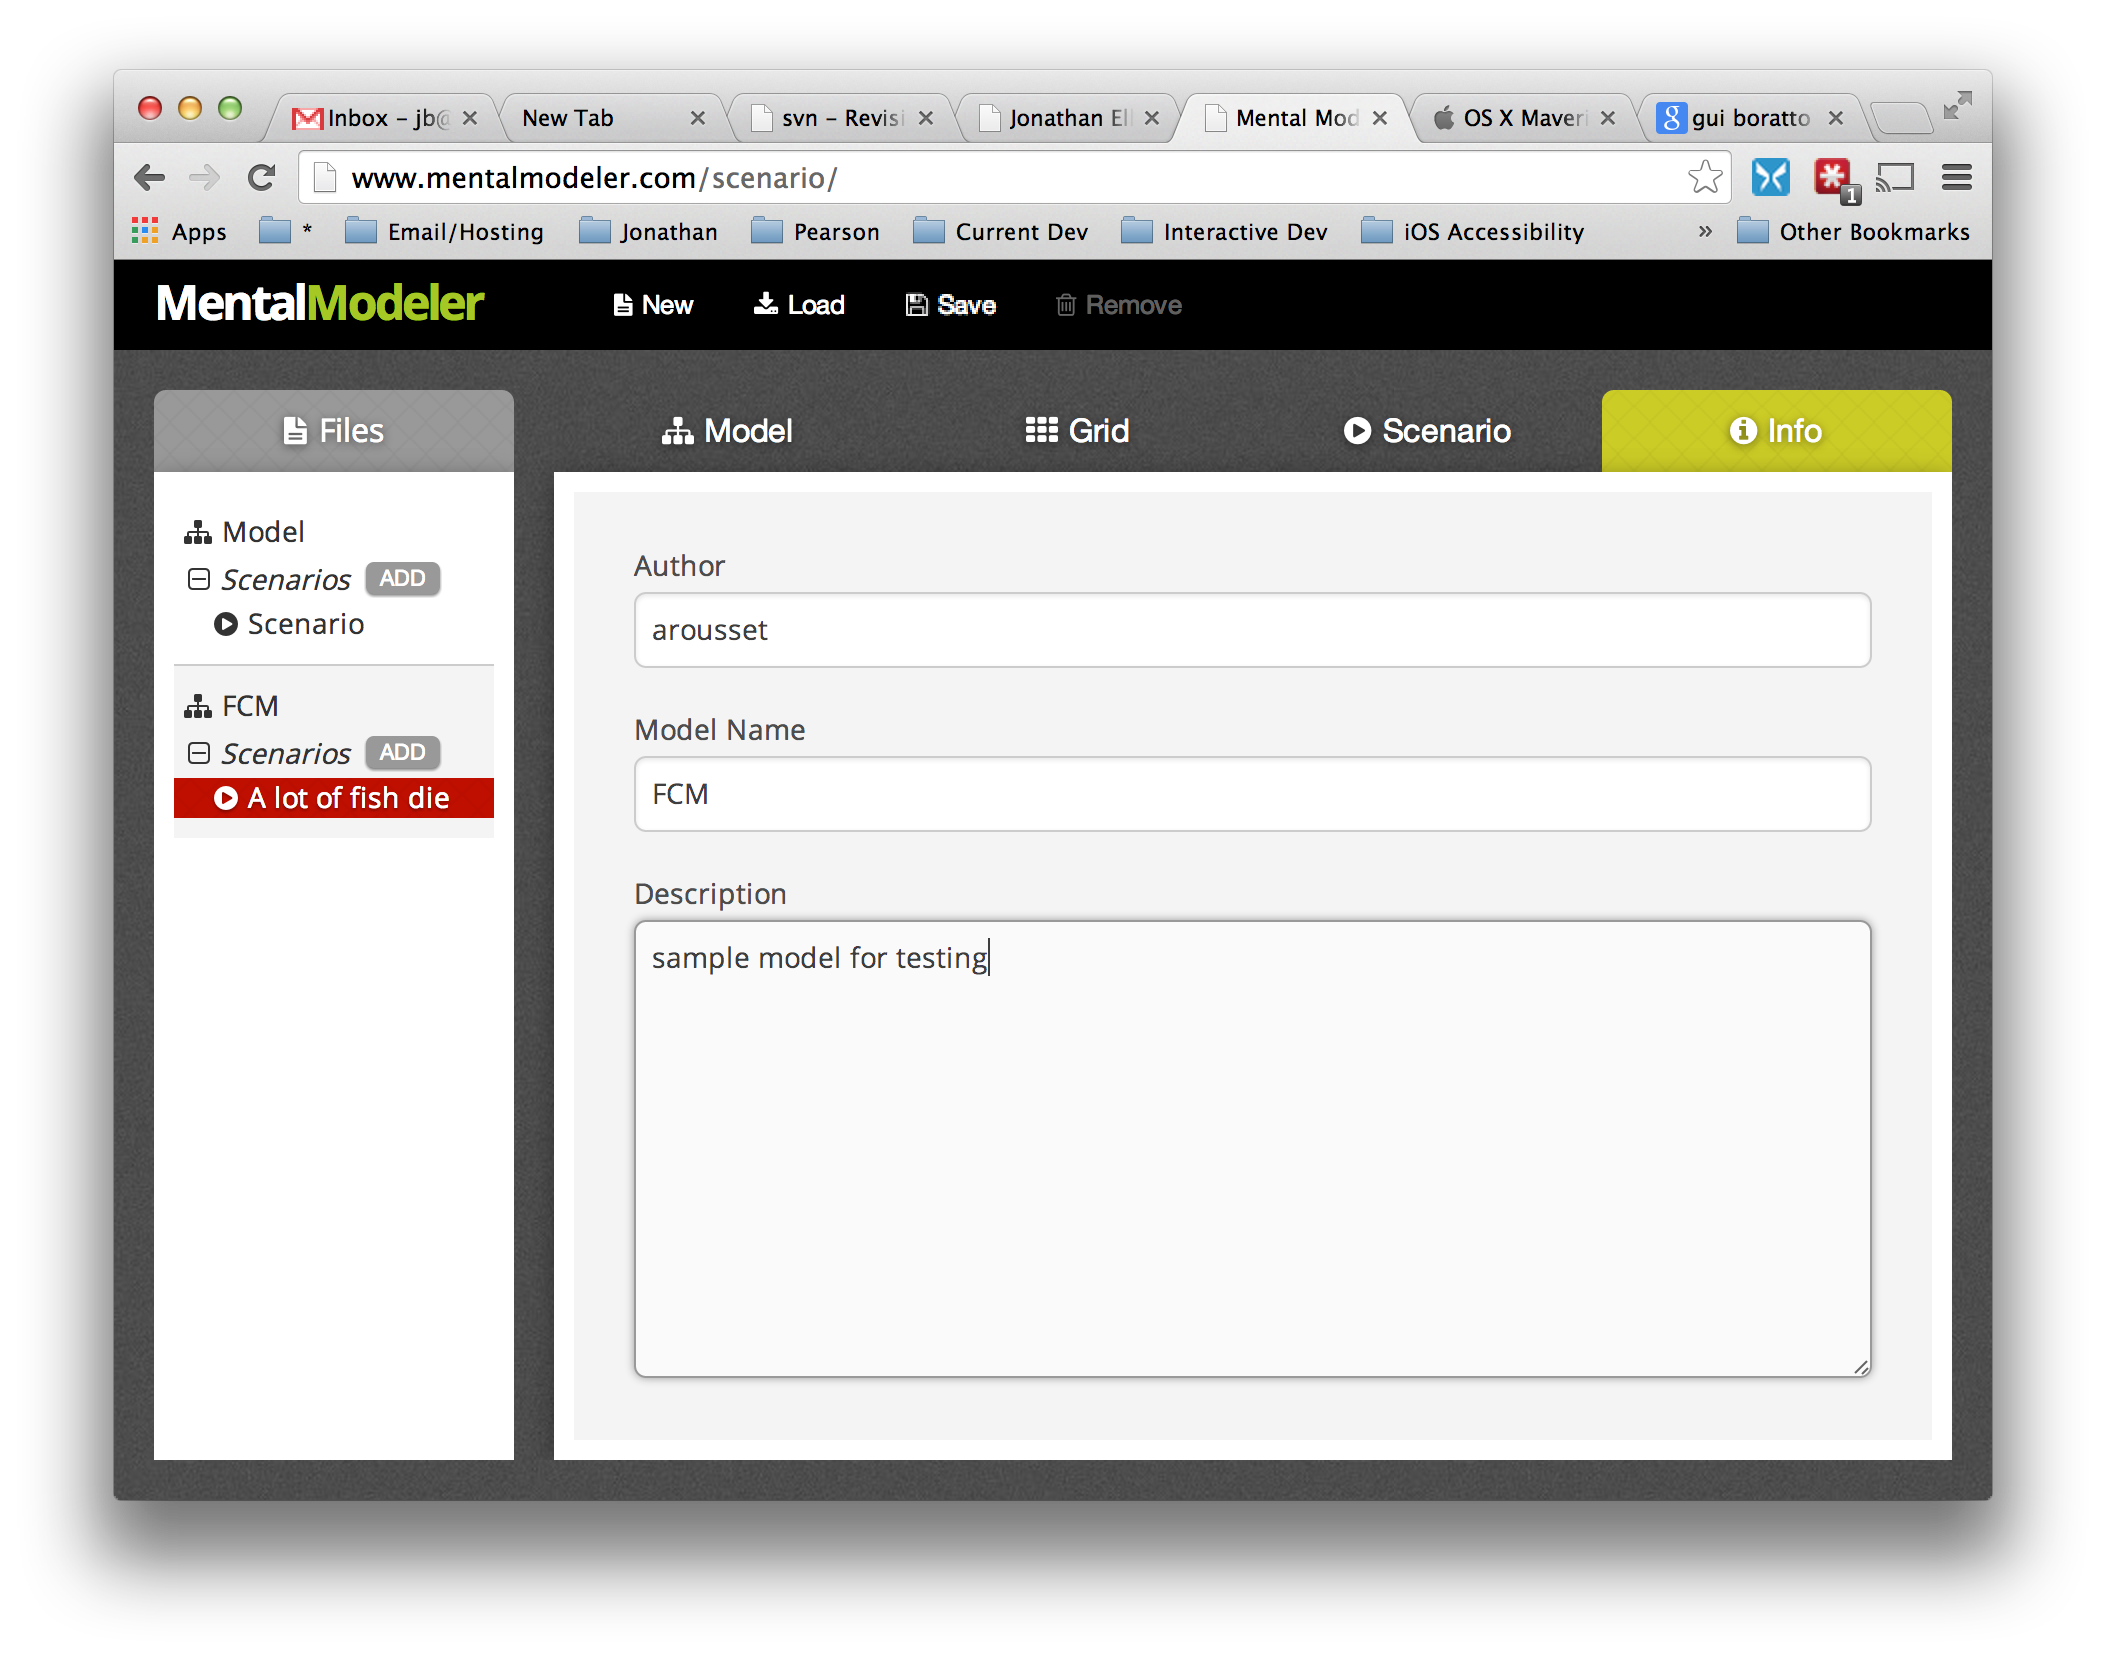 Inbox – jb@
New Tab
svn – Revisi
Jonathan Ell
Mental Mod
OS X Maveri
gui boratto
www.mentalmodeler.com/scenario/
1
Apps
*
Email/Hosting
Jonathan
Pearson
Current Dev
Interactive Dev
iOS Accessibility
»
Other Bookmarks
MentalModeler
New
Load
Save
Remove
Files
Model
Grid
Scenario
Info
Model
Scenarios ADD
Scenario
FCM
Scenarios ADD
A lot of fish die
Author
arousset
Model Name
FCM
Description
sample model for testing